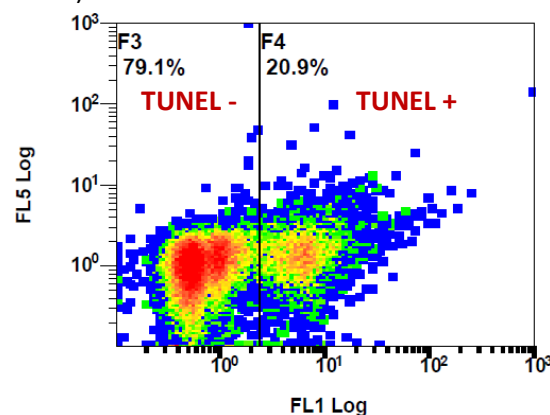 )
10³
F3
F4
79.1%
20.9%
TUNEL -
TUNEL +
10²
10¹
10⁰
FL5 Log
10⁰
10¹
10²
10³
FL1 Log